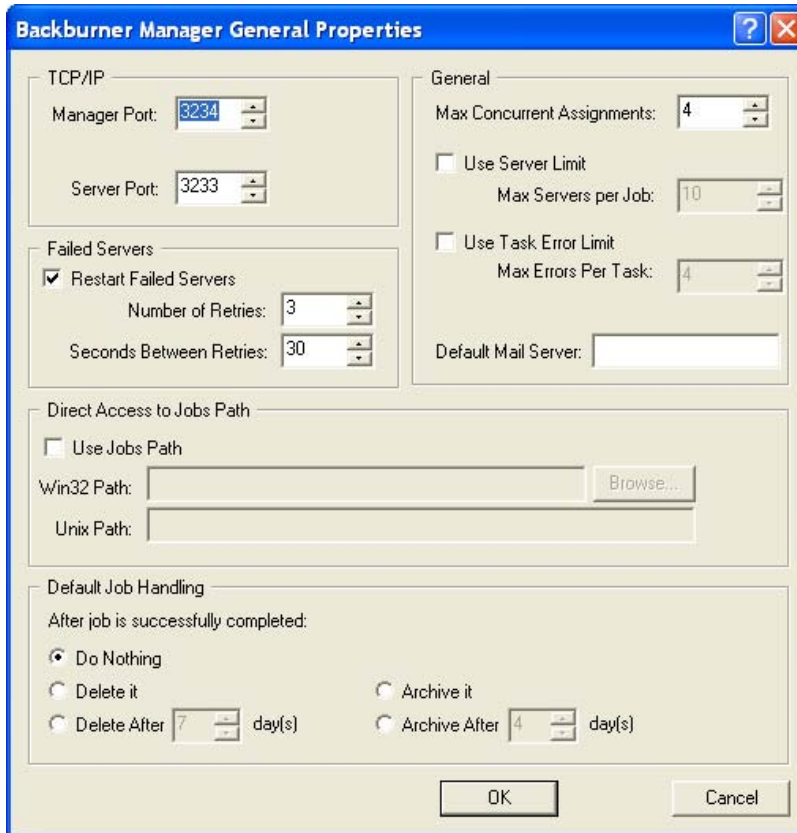 Backburner Manager General Properties
TCP/IP
Manager Port: 3234
Server Port: 3233
General
Max Concurrent Assignments: 4
Use Server Limit
Max Servers per Job: 10
Use Task Error Limit
Max Errors Per Task: 4
Default Mail Server:
Failed Servers
Restart Failed Servers
Number of Retries: 3
Seconds Between Retries: 30
Direct Access to Jobs Path
Use Jobs Path
Win32 Path: Browse...
Unix Path:
Default Job Handling
After job is successfully completed:
Do Nothing
Delete it Archive it
Delete After 7 day(s) Archive After 4 day(s)
OK Cancel